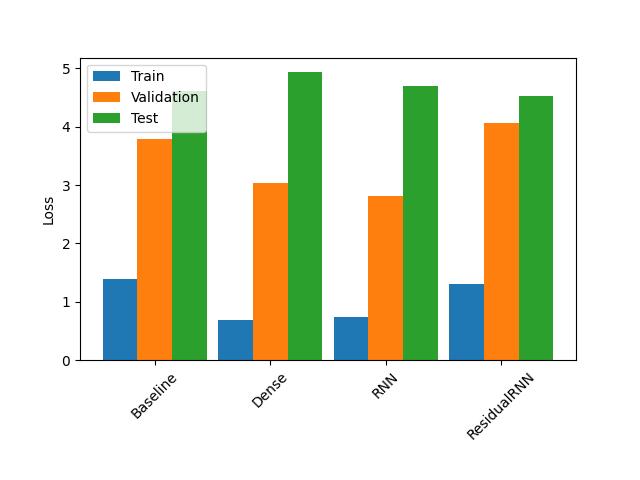 Train
Validation
Test
5
4
3
2
1
0
Loss
Baseline
Dense
RNN
ResidualRNN